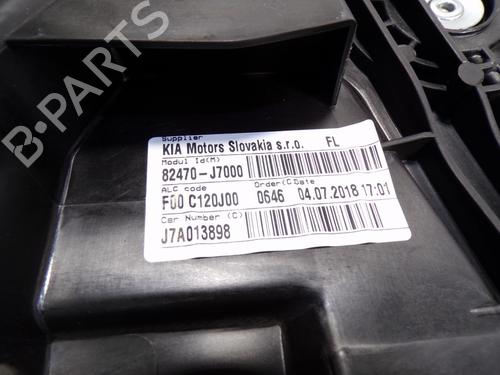 Supplier
KIA Motors Slovakia s.r.o. FL
Modul Id(M)
82470-J7000
ALC code Order(C) Date
F00 C120J00 0646 04.07.2018 17:01
Car Number (C)
J7A013898
B-PARTS